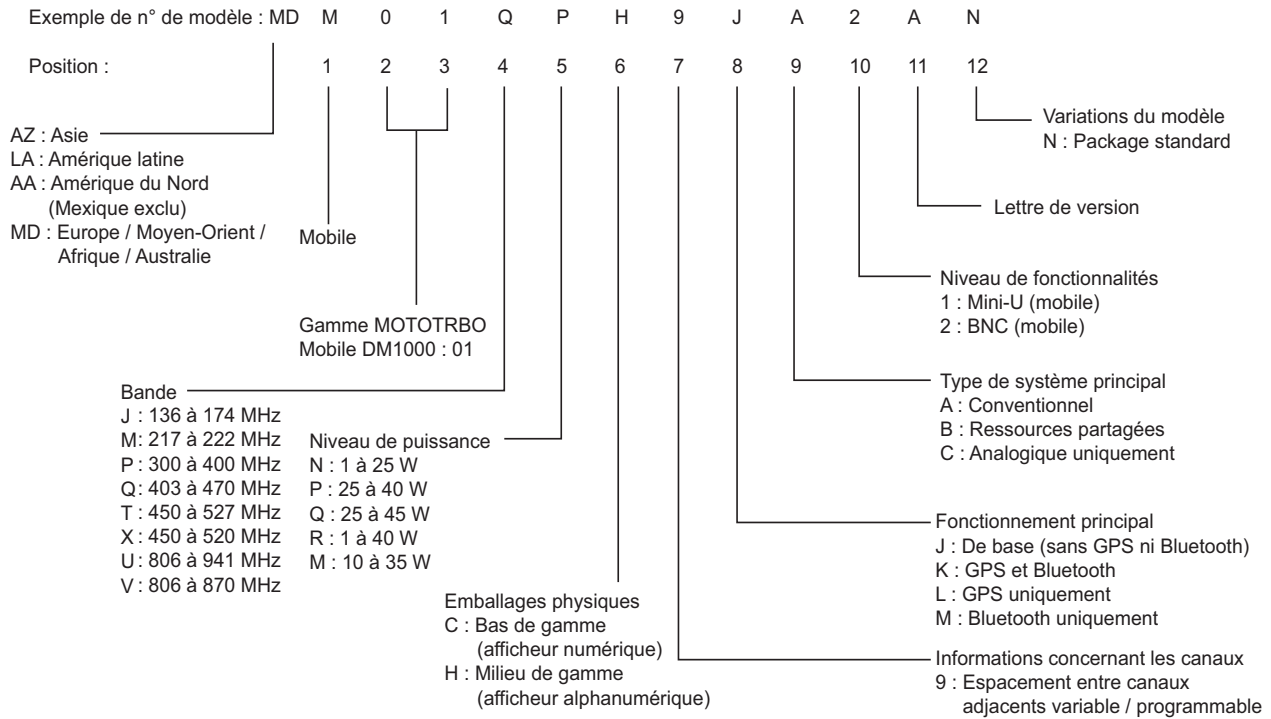 Exemple de n° de modèle : MD M 0 1 Q P H 9 J A 2 A N
Position : 1 2 3 4 5 6 7 8 9 10 11 12
AZ : Asie
LA : Amérique latine
AA : Amérique du Nord
(Mexique exclu)
MD : Europe / Moyen-Orient /
Afrique / Australie
Mobile
Gamme MOTOTRBO
Mobile DM1000 : 01
Bande
J : 136 à 174 MHz
M: 217 à 222 MHz
P : 300 à 400 MHz
Q : 403 à 470 MHz
T : 450 à 527 MHz
X : 450 à 520 MHz
U : 806 à 941 MHz
V : 806 à 870 MHz
Niveau de puissance
N : 1 à 25 W
P : 25 à 40 W
Q : 25 à 45 W
R : 1 à 40 W
M : 10 à 35 W
Emballages physiques
C : Bas de gamme
(afficheur numérique)
H : Milieu de gamme
(afficheur alphanumérique)
Variations du modèle
N : Package standard
Lettre de version
Niveau de fonctionnalités
1 : Mini-U (mobile)
2 : BNC (mobile)
Type de système principal
A : Conventionnel
B : Ressources partagées
C : Analogique uniquement
Fonctionnement principal
J : De base (sans GPS ni Bluetooth)
K : GPS et Bluetooth
L : GPS uniquement
M : Bluetooth uniquement
Informations concernant les canaux
9 : Espacement entre canaux
adjacents variable / programmable